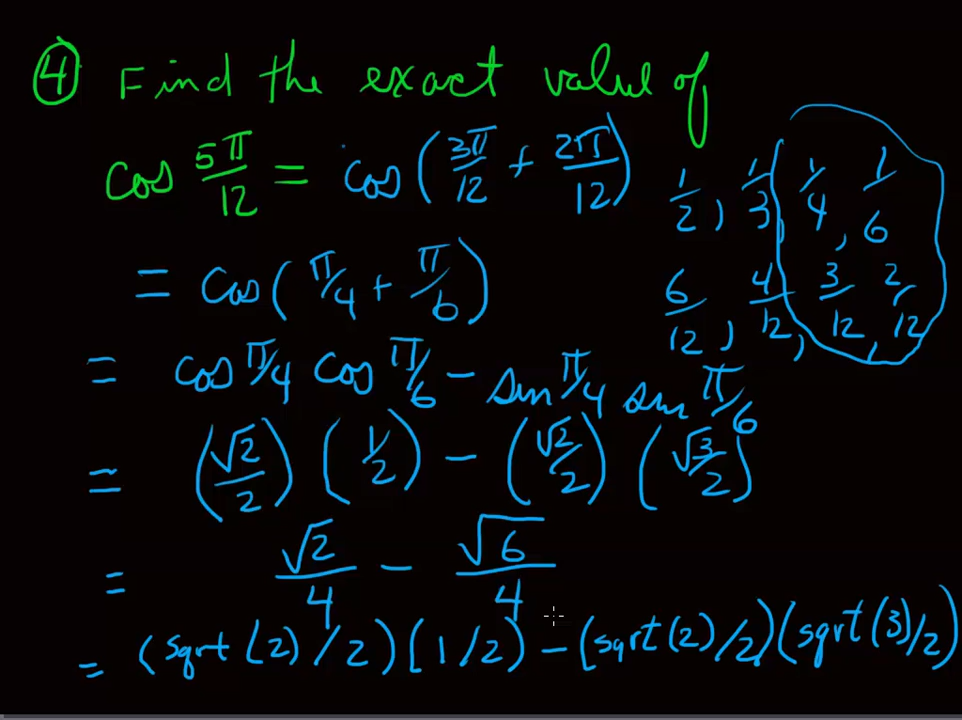 ④ Find the exact value of
cos 5π/12 = cos(3π/12 + 2π/12)
1/2, 1/3, 1/4, 1/6
= cos(π/4 + π/6)
6/12, 4/12, 3/12, 2/12
= cos π/4 cos π/6 - sin π/4 sin π/6
= (√2/2)(1/2) - (√2/2)(√3/2)
= √2/4 - √6/4
= (sqrt(2)/2)(1/2) - (sqrt(2)/2)(sqrt(3)/2)